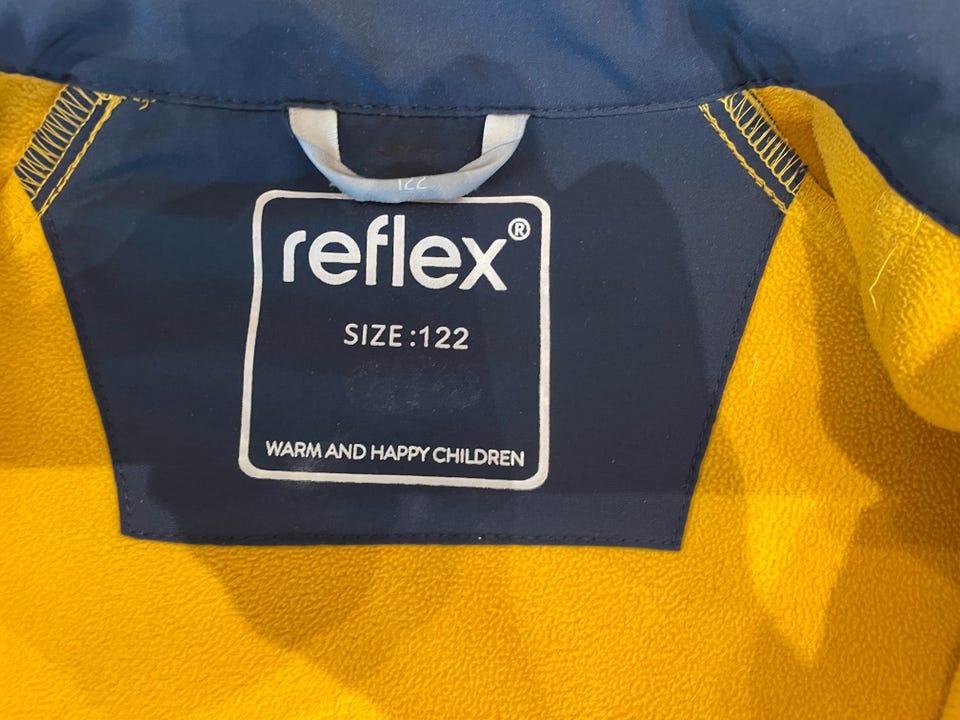 122
reflex®
SIZE:122
WARM AND HAPPY CHILDREN